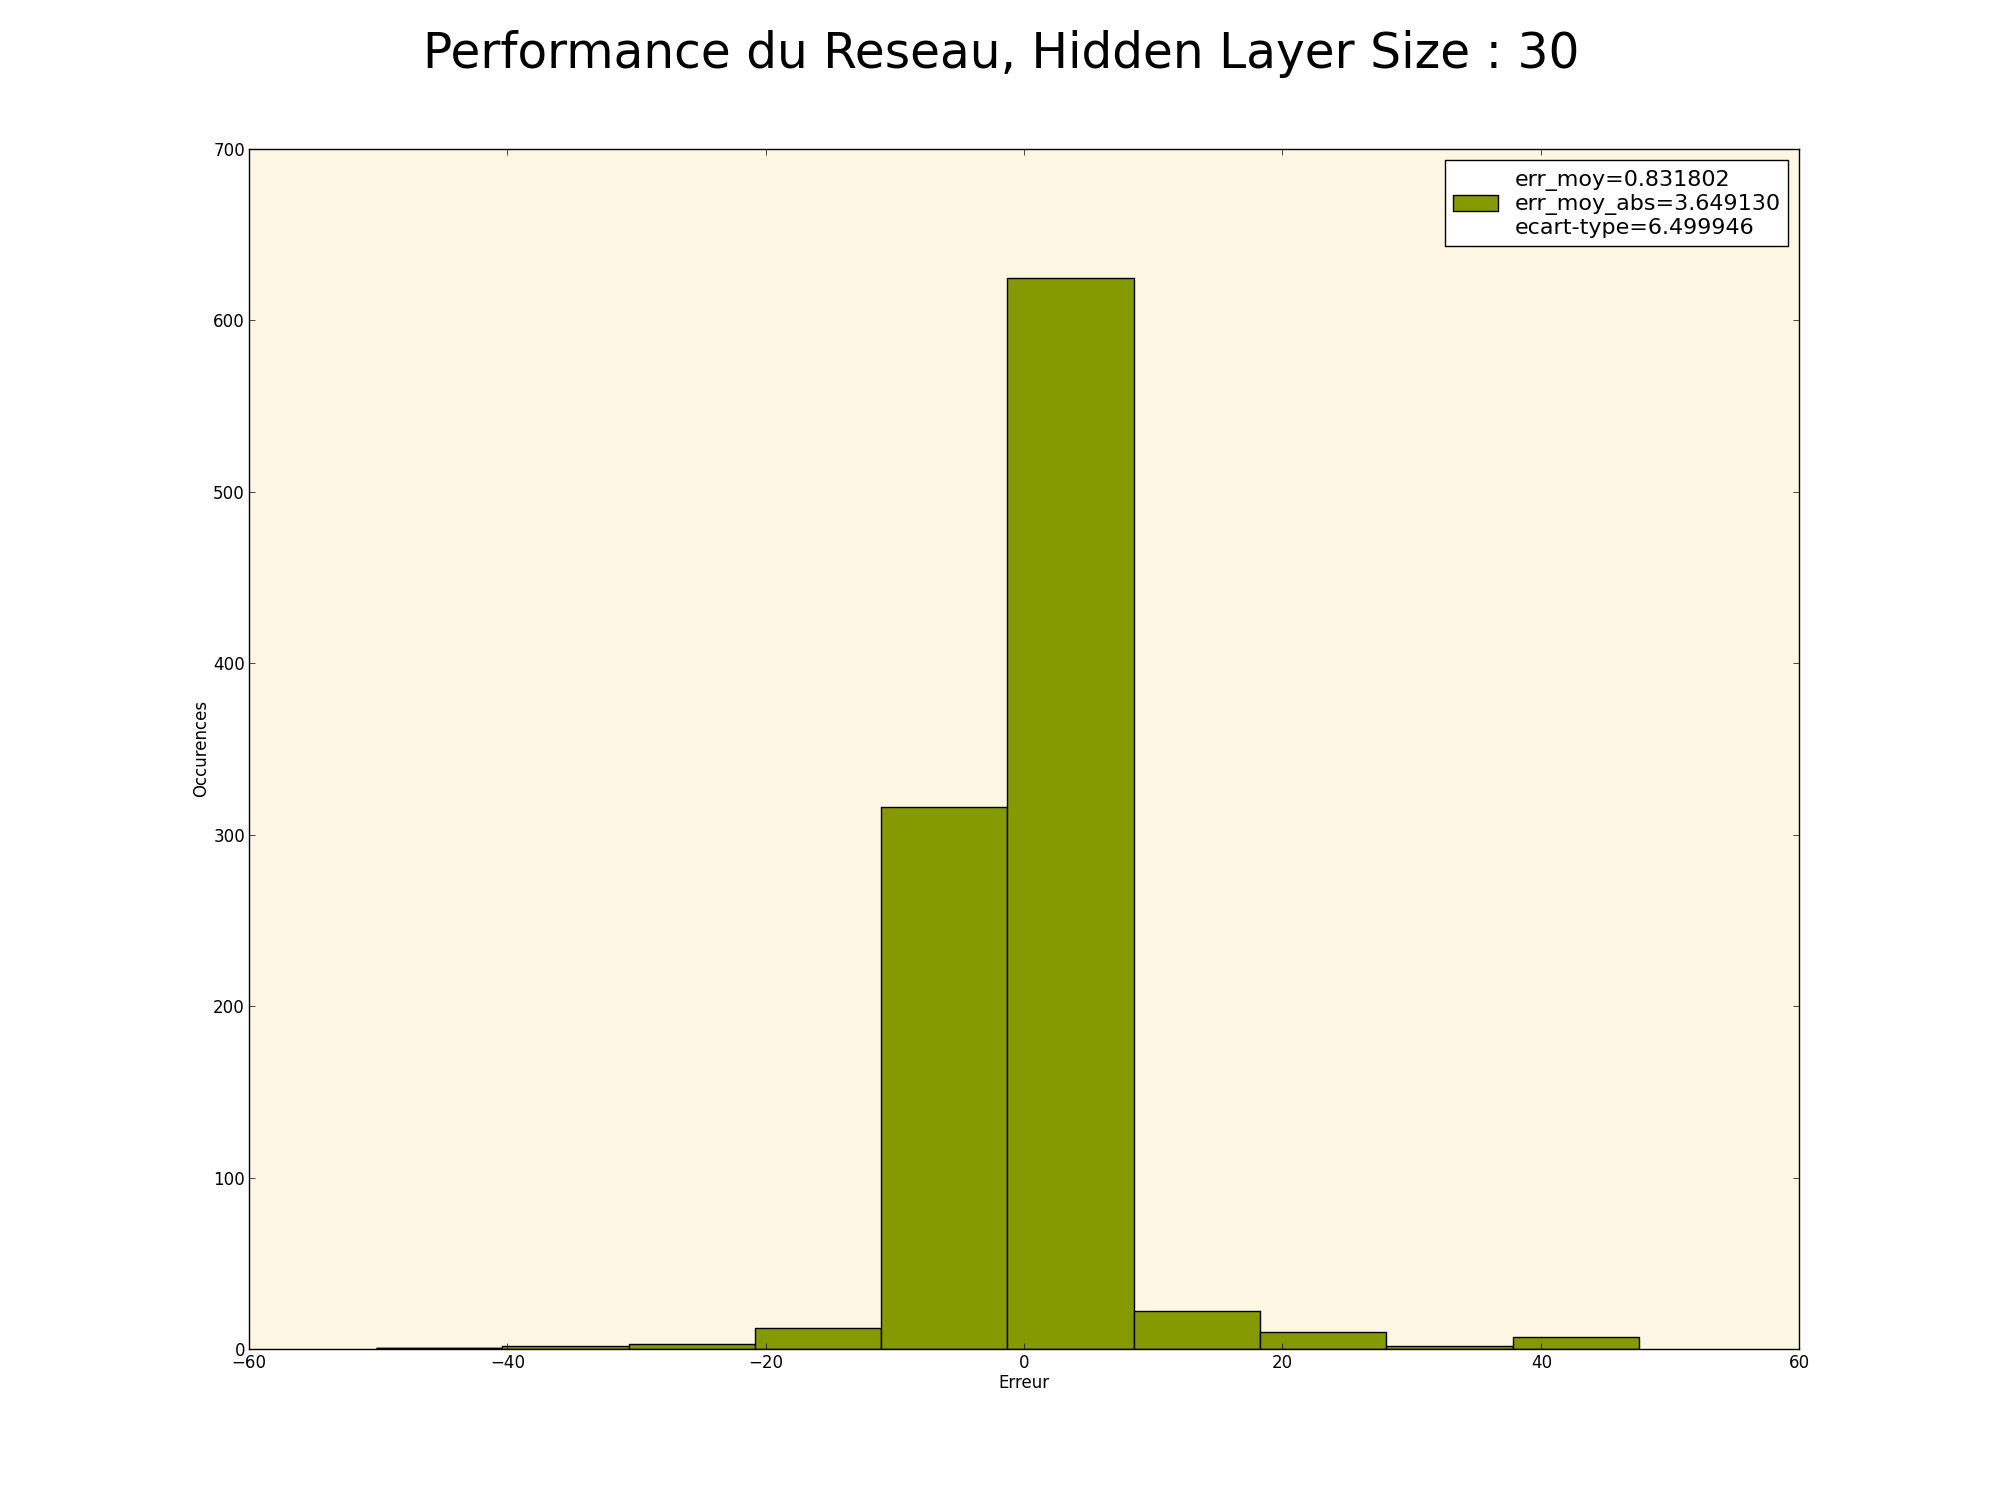 Performance du Reseau, Hidden Layer Size : 30
700
600
500
400
300
200
100
0
Occurences
err_moy=0.831802
err_moy_abs=3.649130
ecart-type=6.499946
−60 −40 −20 0 20 40 60
Erreur